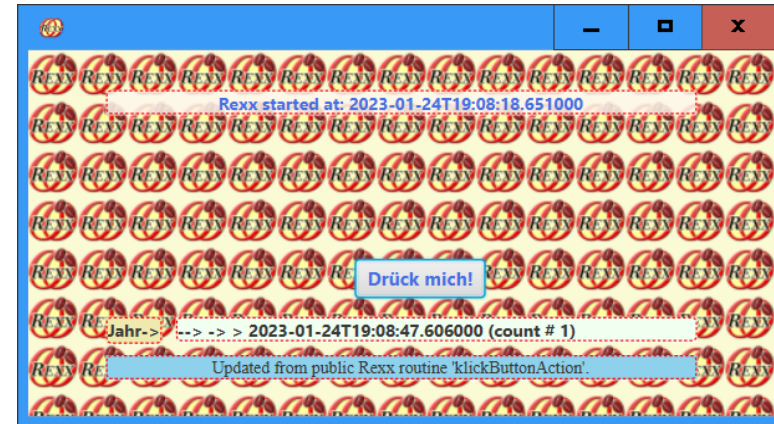 Rexx started at: 2023-01-24T19:08:18.651000
Drück mich!
Jahr-> --> -> > 2023-01-24T19:08:47.606000 (count # 1)
Updated from public Rexx routine 'klickButtonAction'.